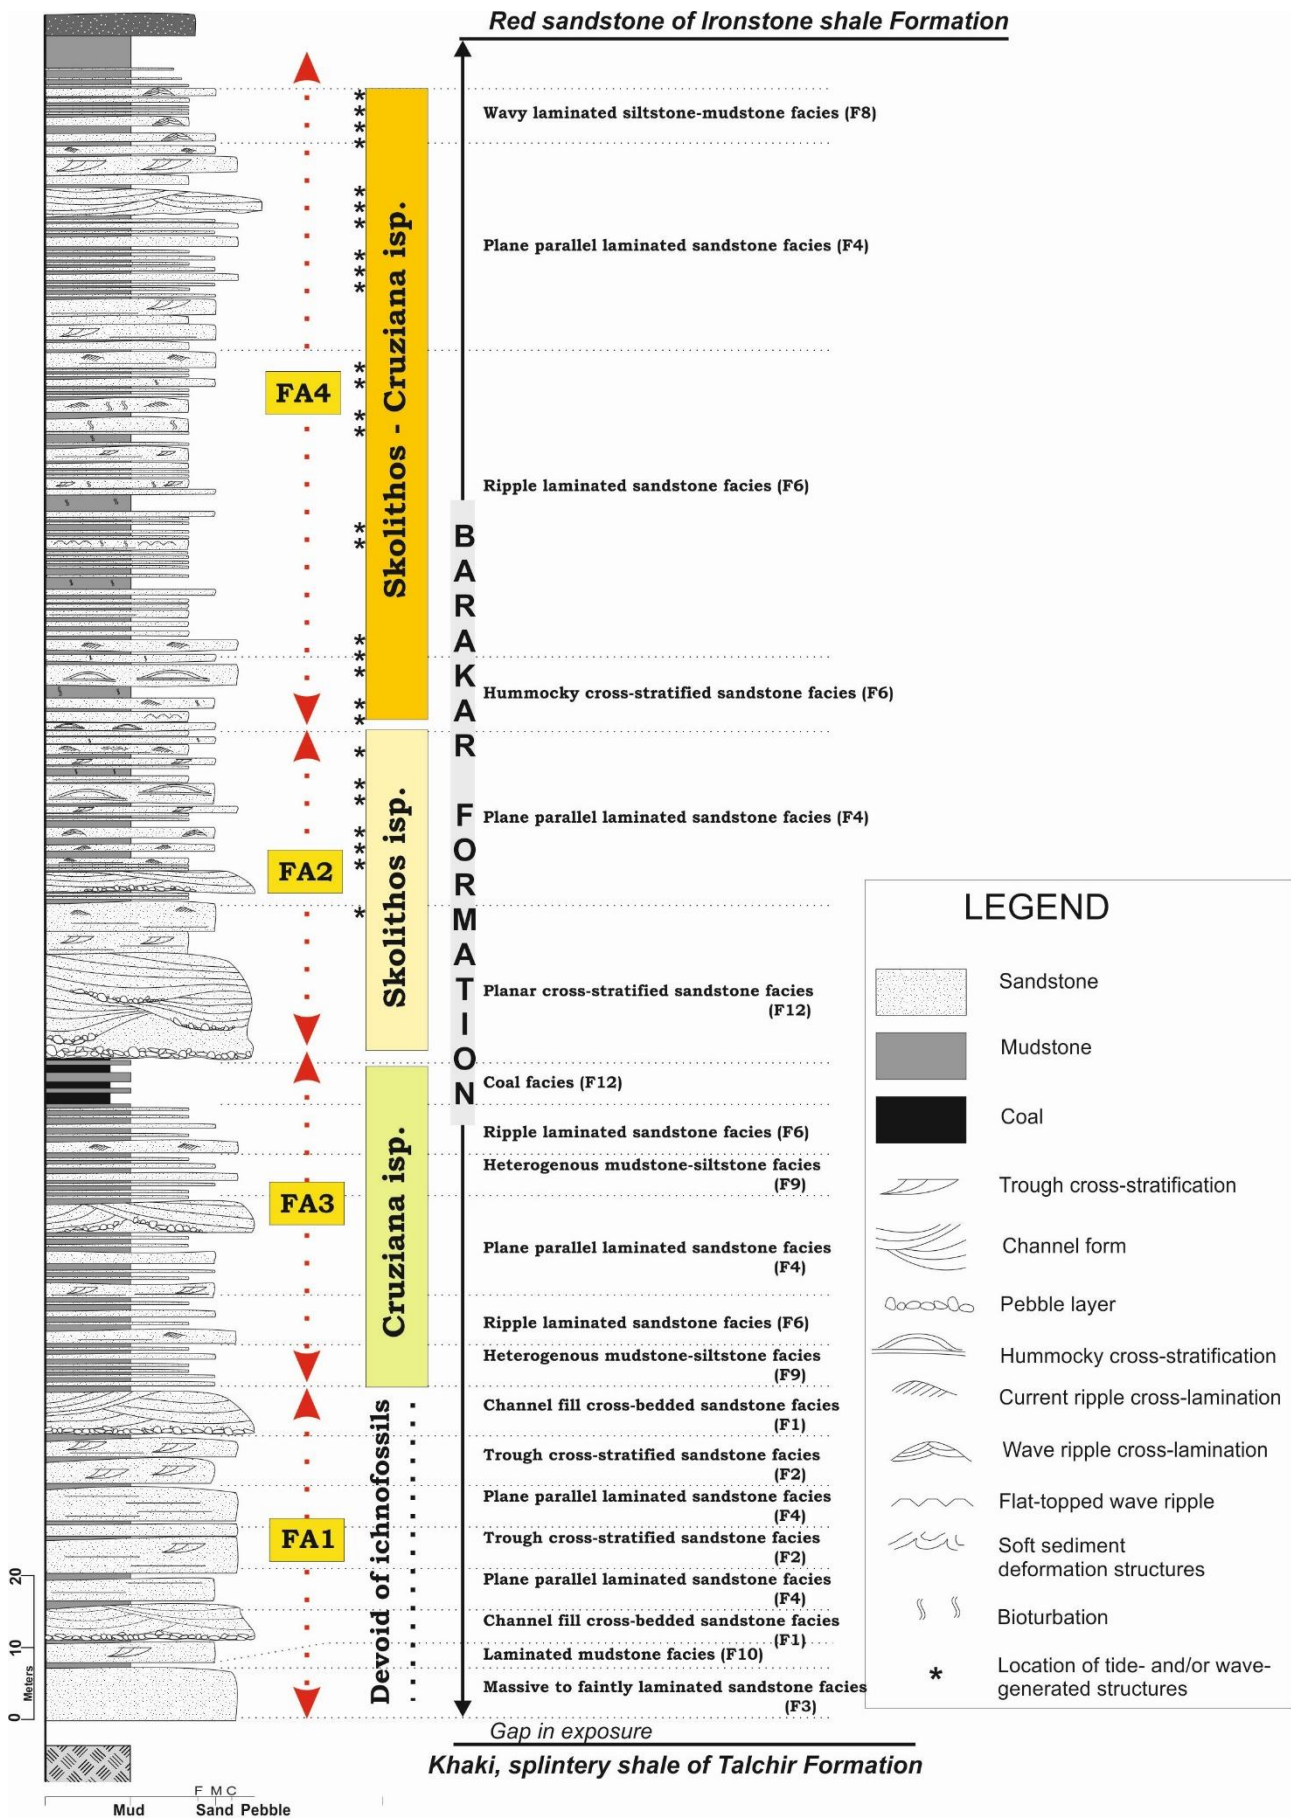 Red sandstone of Ironstone shale Formation
Wavy laminated siltstone-mudstone facies (F8)
Plane parallel laminated sandstone facies (F4)
FA4
Skolithos - Cruziana isp.
Ripple laminated sandstone facies (F6)
BARAKAR FORMATION
Hummocky cross-stratified sandstone facies (F6)
Plane parallel laminated sandstone facies (F4)
FA2
Skolithos isp.
Planar cross-stratified sandstone facies
(F12)
Coal facies (F12)
Ripple laminated sandstone facies (F6)
Heterogenous mudstone-siltstone facies
(F9)
FA3
Cruziana isp.
Plane parallel laminated sandstone facies
(F4)
Ripple laminated sandstone facies (F6)
Heterogenous mudstone-siltstone facies
(F9)
Channel fill cross-bedded sandstone facies
(F1)
Trough cross-stratified sandstone facies
(F2)
Plane parallel laminated sandstone facies
(F4)
FA1
Devoid of ichnofossils
Trough cross-stratified sandstone facies
(F2)
Plane parallel laminated sandstone facies
(F4)
Channel fill cross-bedded sandstone facies
(F1)
Laminated mudstone facies (F10)
Massive to faintly laminated sandstone facies
(F3)
Gap in exposure
Khaki, splintery shale of Talchir Formation
20
10
0
Meters
F M C
Mud Sand Pebble
LEGEND
Sandstone
Mudstone
Coal
Trough cross-stratification
Channel form
Pebble layer
Hummocky cross-stratification
Current ripple cross-lamination
Wave ripple cross-lamination
Flat-topped wave ripple
Soft sediment
deformation structures
Bioturbation
* Location of tide- and/or wave-
generated structures